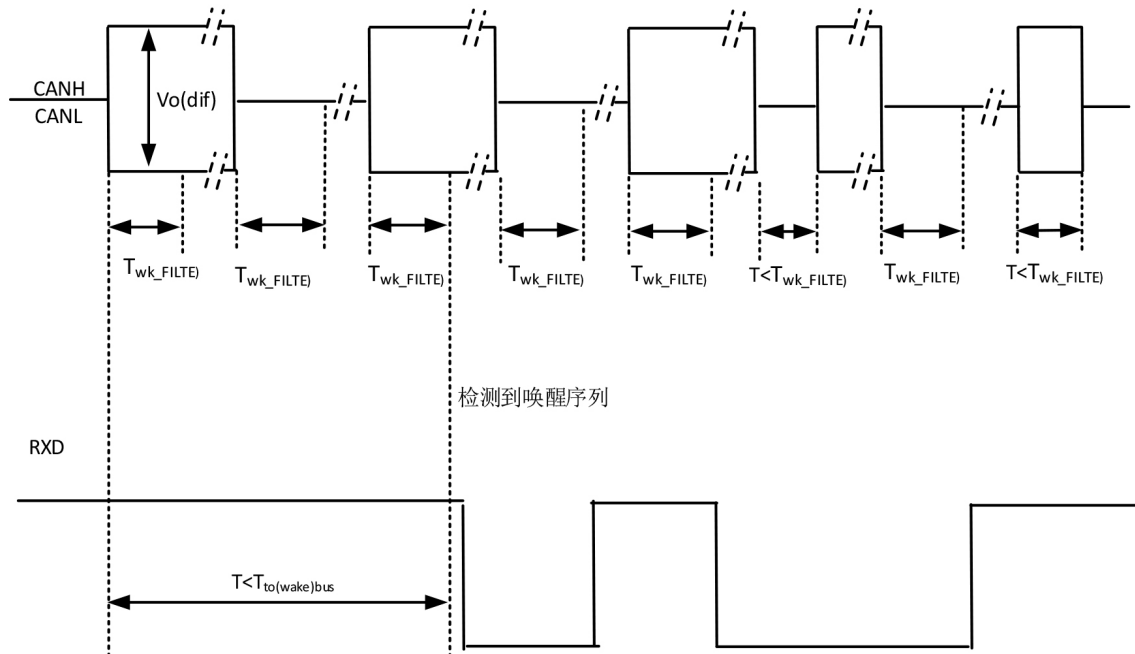 CANH
CANL
Vo(dif)
Twk_FILTE)
Twk_FILTE)
Twk_FILTE)
Twk_FILTE)
Twk_FILTE)
T<Twk_FILTE)
Twk_FILTE)
T<Twk_FILTE)
检测到唤醒序列
RXD
T<Tto(wake)bus